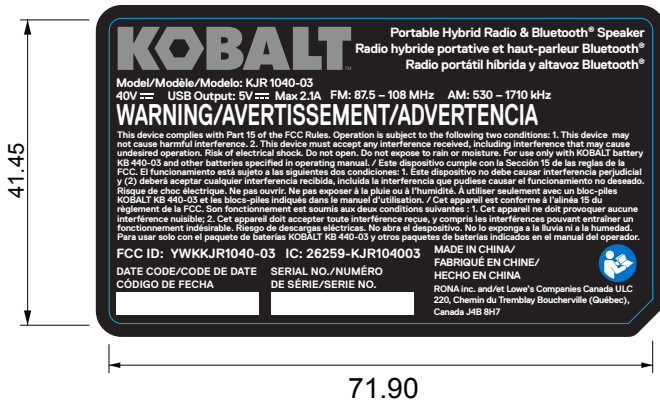 KOBALT™
Portable Hybrid Radio & Bluetooth® Speaker
Radio hybride portative et haut-parleur Bluetooth®
Radio portátil híbrida y altavoz Bluetooth®
Model/Modèle/Modelo: KJR 1040-03
40V USB Output: 5V Max 2.1A FM: 87.5 – 108 MHz AM: 530 – 1710 kHz
WARNING/AVERTISSEMENT/ADVERTENCIA
This device complies with Part 15 of the FCC Rules. Operation is subject to the following two conditions: 1. This device may
not cause harmful interference. 2. This device must accept any interference received, including interference that may cause
undesired operation. Risk of electrical shock. Do not open. Do not expose to rain or moisture. For use only with KOBALT battery
KB 440-03 and other batteries specified in operating manual. / Este dispositivo cumple con la Sección 15 de las reglas de la
FCC. El funcionamiento está sujeto a las siguientes dos condiciones: 1. Este dispositivo no debe causar interferencia perjudicial
y (2) deberá aceptar cualquier interferencia recibida, incluida la interferencia que pudiese causar el funcionamiento no deseado.
Risque de choc électrique. Ne pas ouvrir. Ne pas exposer à la pluie ou à l'humidité. A utiliser seulement avec un bloc-piles
KOBALT KB 440-03 et les blocs-piles indiqués dans le manuel d'utilisation. / Cet appareil est conforme à l'alinéa 15 du
règlement de la FCC. Son fonctionnement est soumis aux deux conditions suivantes : 1. Cet appareil ne doit provoquer aucune
interférence nuisible; 2. Cet appareil doit accepter toute interférence reçue, y compris les interférences pouvant entraîner un
fonctionnement indésirable. Riesgo de descargas eléctricas. No abra el dispositivo. No lo exponga a la lluvia ni a la humedad.
Para usar solo con el paquete de baterías KOBALT KB 440-03 y otros paquetes de baterías indicados en el manual del operador.
FCC ID: YWKKJR1040-03 IC: 26259-KJR104003
DATE CODE/CODE DE DATE
CÓDIGO DE FECHA
SERIAL NO./NUMÉRO
DE SÉRIE/SERIE NO.
MADE IN CHINA/
FABRIQUÉ EN CHINE/
HECHO EN CHINA
RONA inc. and/et Lowe's Companies Canada ULC
220, Chemin du Tremblay Boucherville (Québec),
Canada J4B 8H7
41.45
71.90